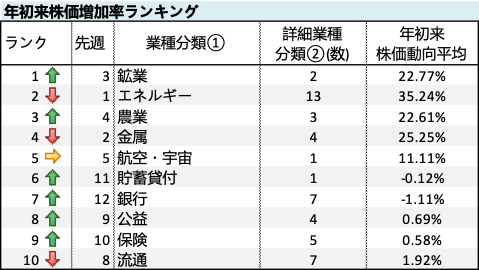 年初来株価増加率ランキング
ランク 先週 業種分類① 詳細業種分類②(数) 年初来株価動向平均
1 3 鉱業 2 22.77%
2 1 エネルギー 13 35.24%
3 4 農業 3 22.61%
4 2 金属 4 25.25%
5 5 航空・宇宙 1 11.11%
6 11 貯蓄貸付 1 -0.12%
7 12 銀行 7 -1.11%
8 9 公益 4 0.69%
9 10 保険 5 0.58%
10 8 流通 7 1.92%